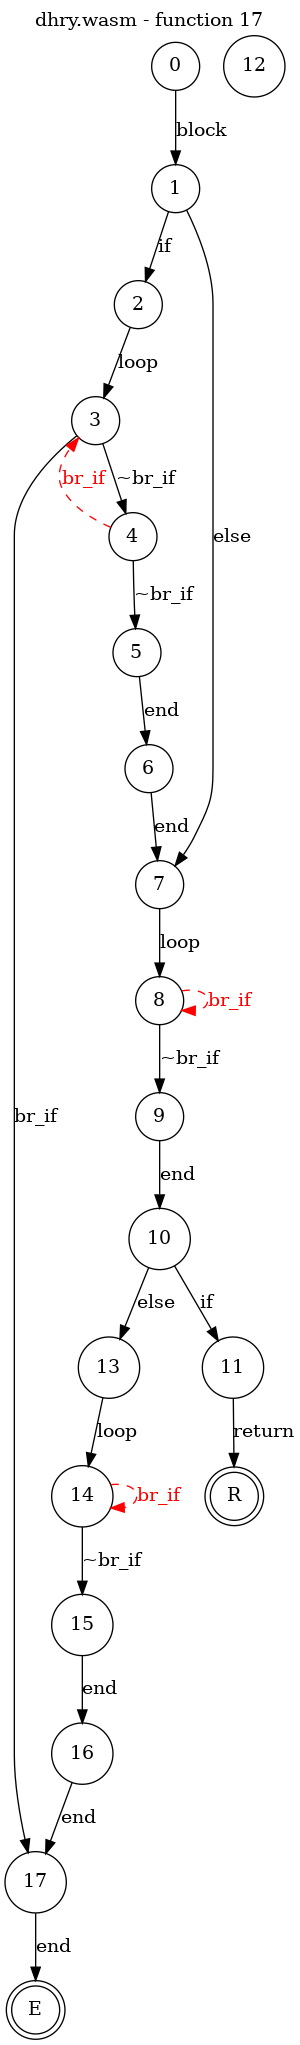 dhry.wasm - function 17
0
12
block
1
if
2
loop
3
br_if
~br_if
4
else
~br_if
5
end
6
end
7
loop
8
br_if
~br_if
9
br_if
end
10
else
if
13
11
loop
return
14
br_if
R
~br_if
15
end
16
end
17
end
E